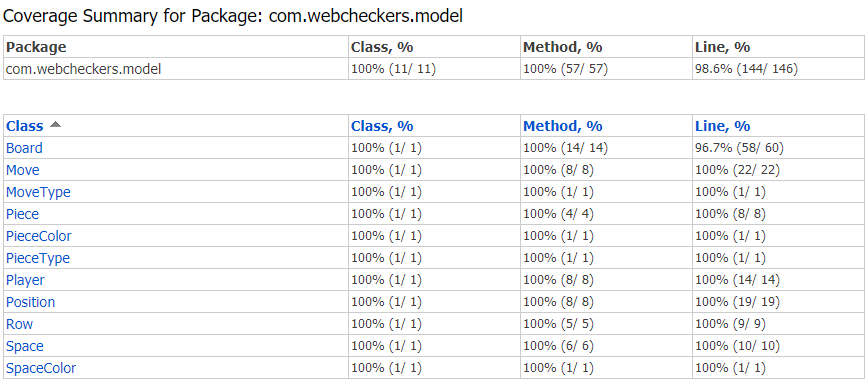 Coverage Summary for Package: com.webcheckers.model
Package Class, % Method, % Line, %
com.webcheckers.model 100% (11/ 11) 100% (57/ 57) 98.6% (144/ 146)
Class Class, % Method, % Line, %
Board 100% (1/ 1) 100% (14/ 14) 96.7% (58/ 60)
Move 100% (1/ 1) 100% (8/ 8) 100% (22/ 22)
MoveType 100% (1/ 1) 100% (1/ 1) 100% (1/ 1)
Piece 100% (1/ 1) 100% (4/ 4) 100% (8/ 8)
PieceColor 100% (1/ 1) 100% (1/ 1) 100% (1/ 1)
PieceType 100% (1/ 1) 100% (1/ 1) 100% (1/ 1)
Player 100% (1/ 1) 100% (8/ 8) 100% (14/ 14)
Position 100% (1/ 1) 100% (8/ 8) 100% (19/ 19)
Row 100% (1/ 1) 100% (5/ 5) 100% (9/ 9)
Space 100% (1/ 1) 100% (6/ 6) 100% (10/ 10)
SpaceColor 100% (1/ 1) 100% (1/ 1) 100% (1/ 1)